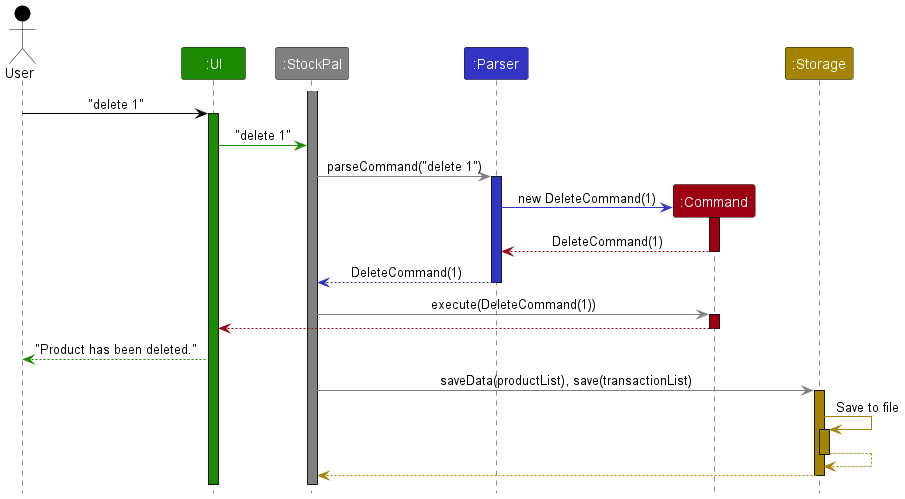 User
:UI
:StockPal
:Parser
:Storage
"delete 1"
"delete 1"
parseCommand("delete 1")
new DeleteCommand(1)
:Command
DeleteCommand(1)
DeleteCommand(1)
execute(DeleteCommand(1))
"Product has been deleted."
saveData(productList), save(transactionList)
Save to file